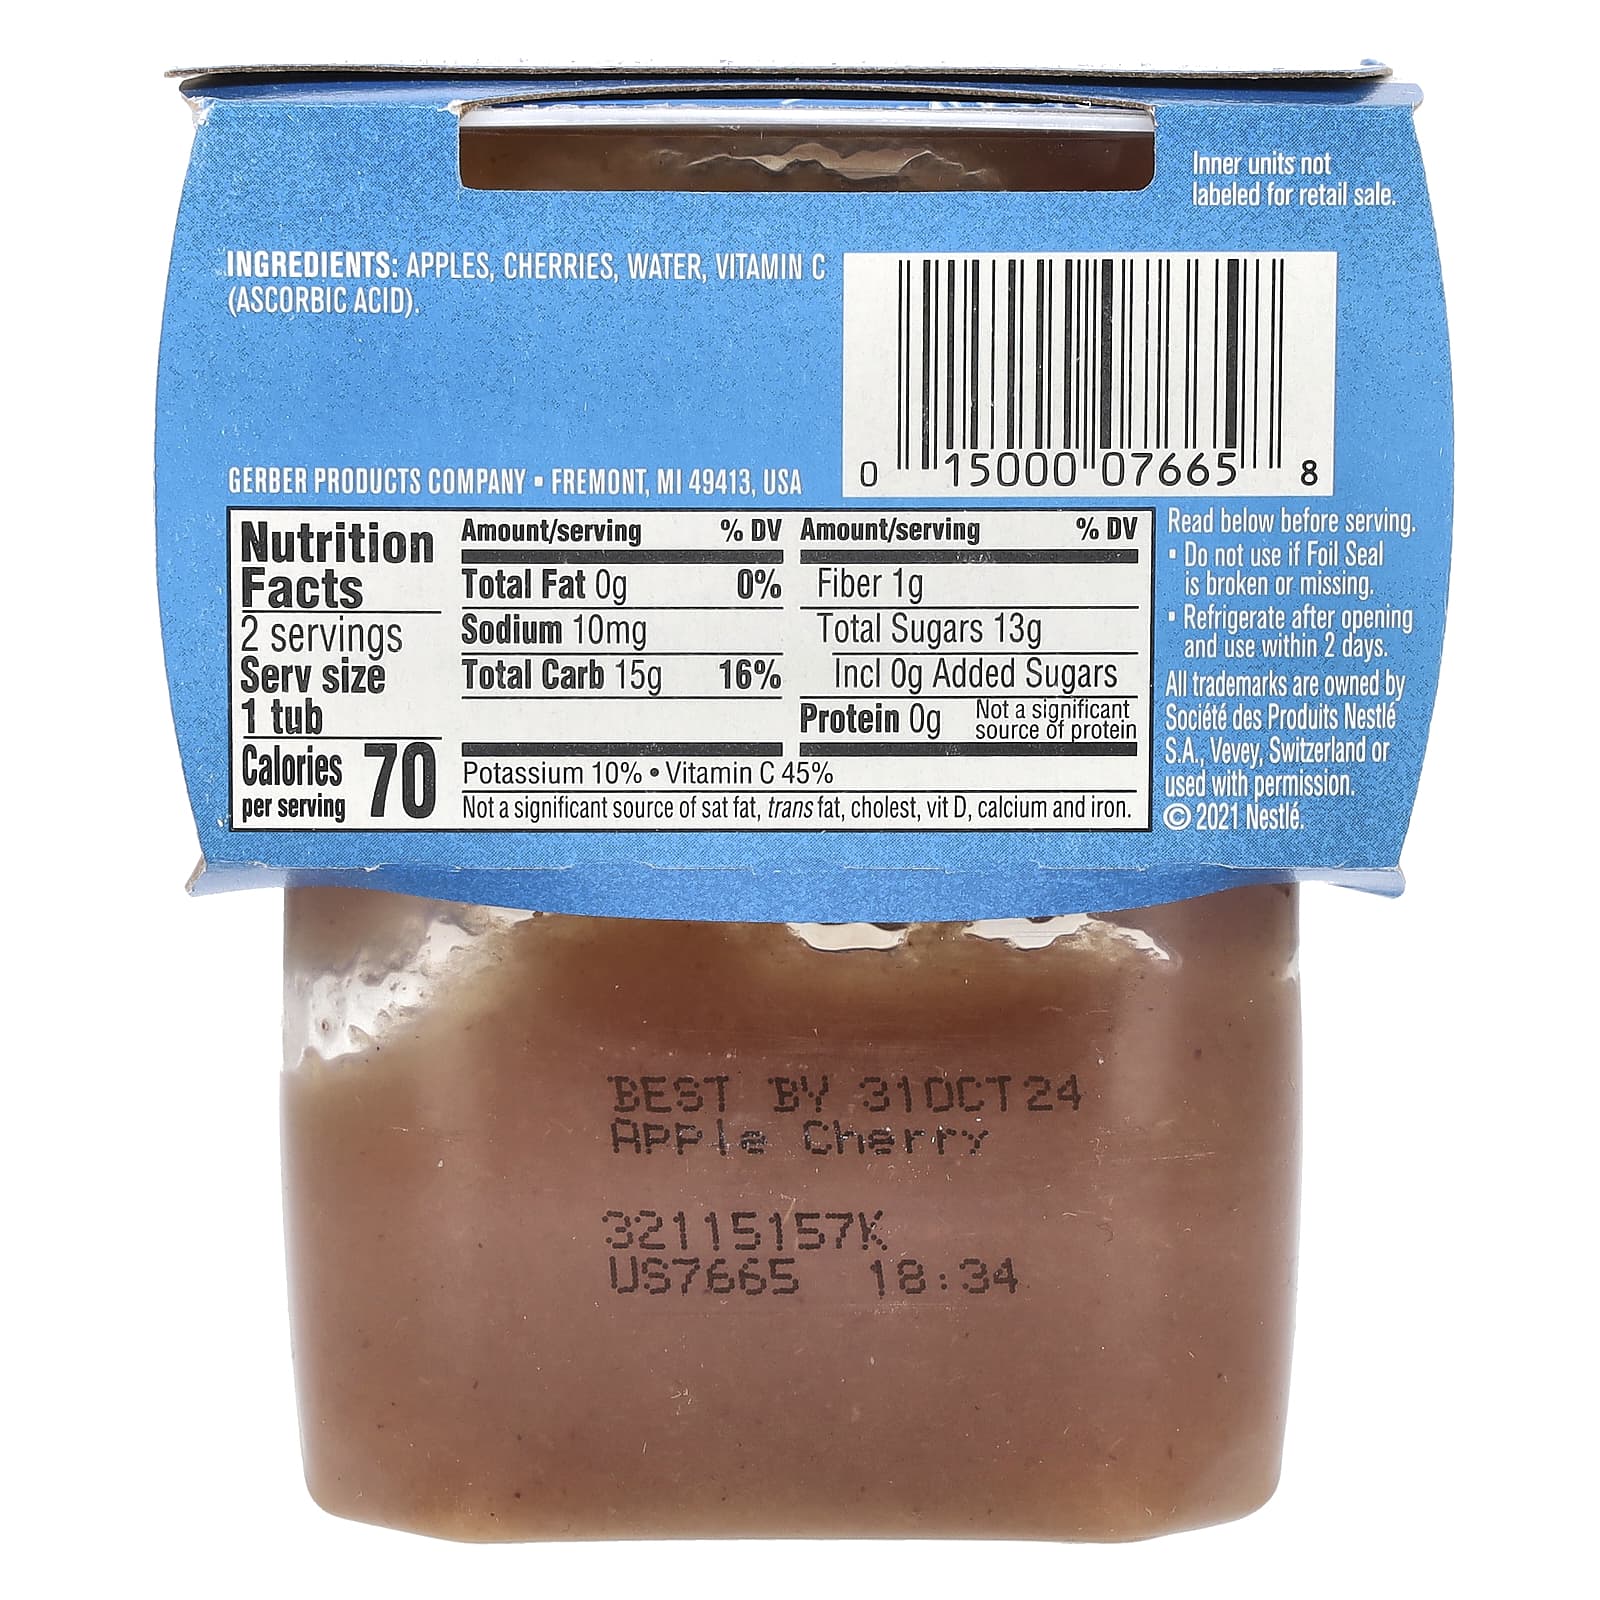 Inner units not
labeled for retail sale.
INGREDIENTS: APPLES, CHERRIES, WATER, VITAMIN C
(ASCORBIC ACID).
0 15000 07665 8
GERBER PRODUCTS COMPANY ▪ FREMONT, MI 49413, USA
Nutrition
Facts
2 servings
Serv size
1 tub
Calories
per serving 70
Amount/serving % DV
Total Fat 0g 0%
Sodium 10mg
Total Carb 15g 16%
Amount/serving % DV
Fiber 1g
Total Sugars 13g
Incl 0g Added Sugars
Protein 0g Not a significant
source of protein
Potassium 10% • Vitamin C 45%
Not a significant source of sat fat, trans fat, cholest, vit D, calcium and iron.
Read below before serving.
▪ Do not use if Foil Seal
is broken or missing.
▪ Refrigerate after opening
and use within 2 days.
All trademarks are owned by
Société des Produits Nestlé
S.A., Vevey, Switzerland or
used with permission.
© 2021 Nestlé.
BEST BY 31OCT24
Apple Cherry
32115157K
US7665 18:34